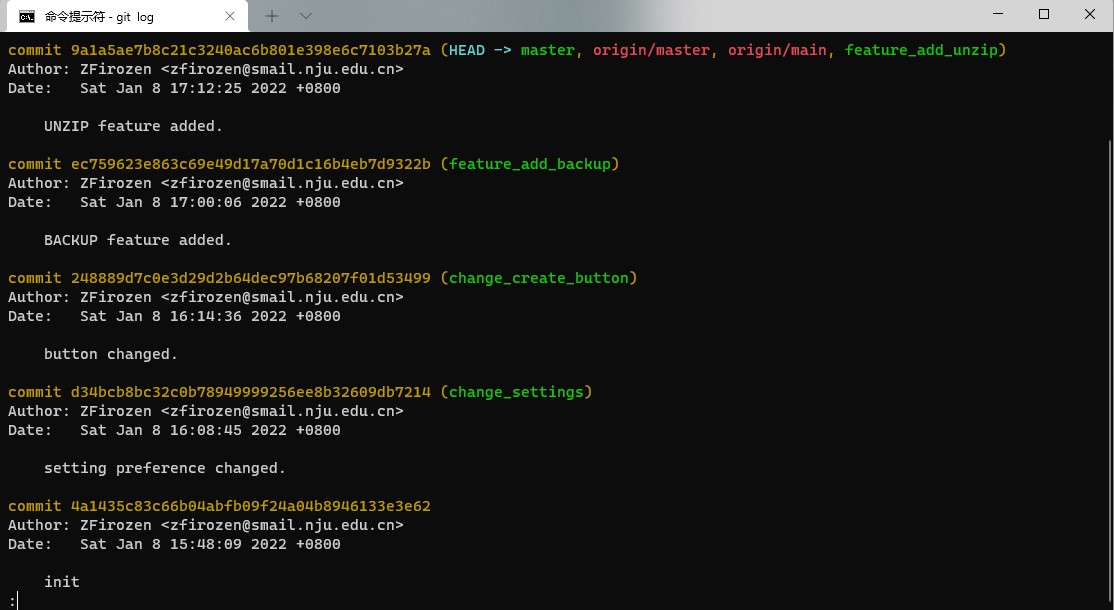 命令提示符 - git log
commit 9a1a5ae7b8c21c3240ac6b801e398e6c7103b27a (HEAD -> master, origin/master, origin/main, feature_add_unzip)
Author: ZFirozen <zfirozen@smail.nju.edu.cn>
Date:   Sat Jan 8 17:12:25 2022 +0800
UNZIP feature added.
commit ec759623e863c69e49d17a70d1c16b4eb7d9322b (feature_add_backup)
Author: ZFirozen <zfirozen@smail.nju.edu.cn>
Date:   Sat Jan 8 17:00:06 2022 +0800
BACKUP feature added.
commit 248889d7c0e3d29d2b64dec97b68207f01d53499 (change_create_button)
Author: ZFirozen <zfirozen@smail.nju.edu.cn>
Date:   Sat Jan 8 16:14:36 2022 +0800
button changed.
commit d34bcb8bc32c0b78949999256ee8b32609db7214 (change_settings)
Author: ZFirozen <zfirozen@smail.nju.edu.cn>
Date:   Sat Jan 8 16:08:45 2022 +0800
setting preference changed.
commit 4a1435c83c66b04abfb09f24a04b8946133e3e62
Author: ZFirozen <zfirozen@smail.nju.edu.cn>
Date:   Sat Jan 8 15:48:09 2022 +0800
init
: